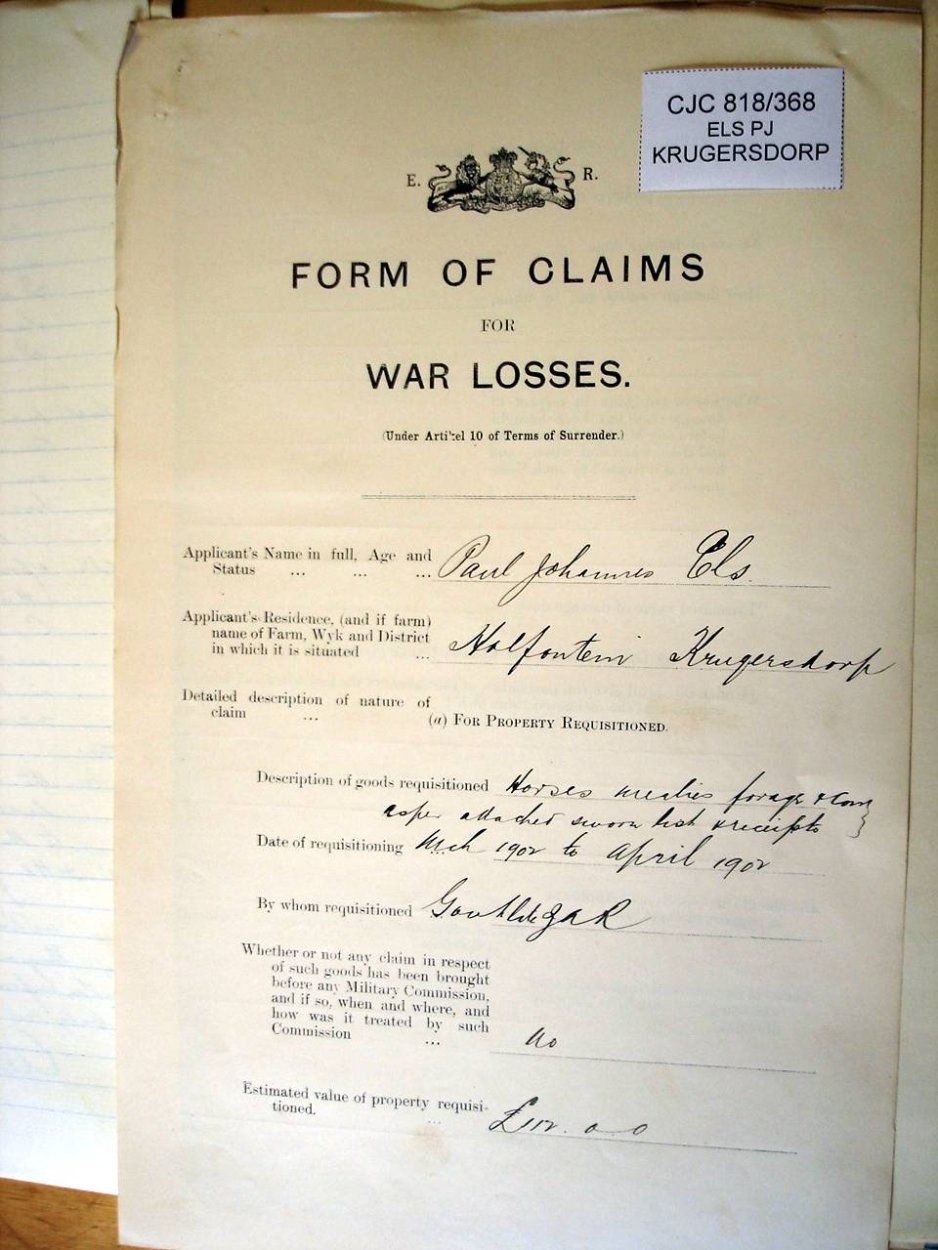 CJC 818/368
ELS PJ
KRUGERSDORP
E. R.
FORM OF CLAIMS
FOR
WAR LOSSES.
(Under Artikel 10 of Terms of Surrender.)
Applicant's Name in full, Age and
Status ... ... ... Paul Johannes Els.
Applicant's Residence, (and if farm)
name of Farm, Wyk and District
in which it is situated ... Holfontein Krugersdorp
Detailed description of nature of
claim ... (a) FOR PROPERTY REQUISITIONED.
Description of goods requisitioned Horses mealies forage &
as per attached sworn list & receipts
Date of requisitioning Mch 1902 to April 1902
By whom requisitioned ZAR
Whether or not any claim in respect
of such goods has been brought
before any Military Commission,
and if so, when and where, and
how was it treated by such
Commission ... no
Estimated value of property requisi-
tioned. ...